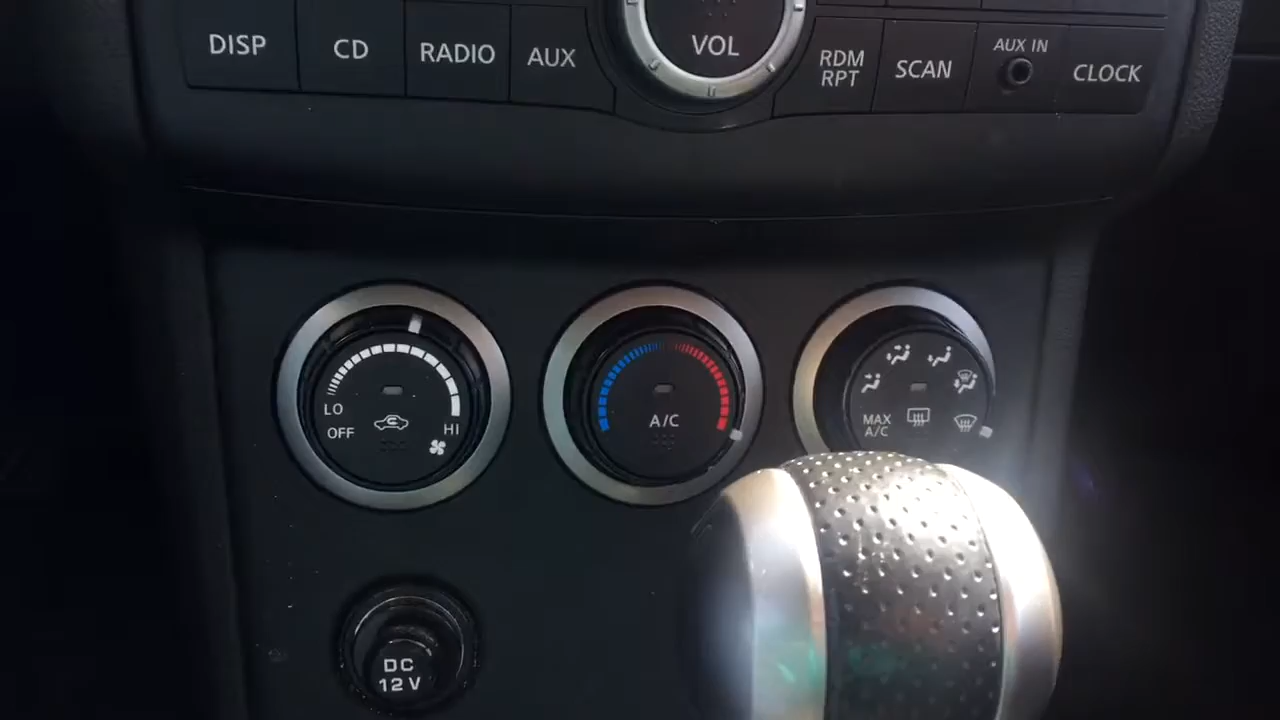 DISP
CD
RADIO
AUX
VOL
RDM
RPT
SCAN
AUX IN
CLOCK
LO
OFF
HI
A/C
MAX
A/C
DC
12V